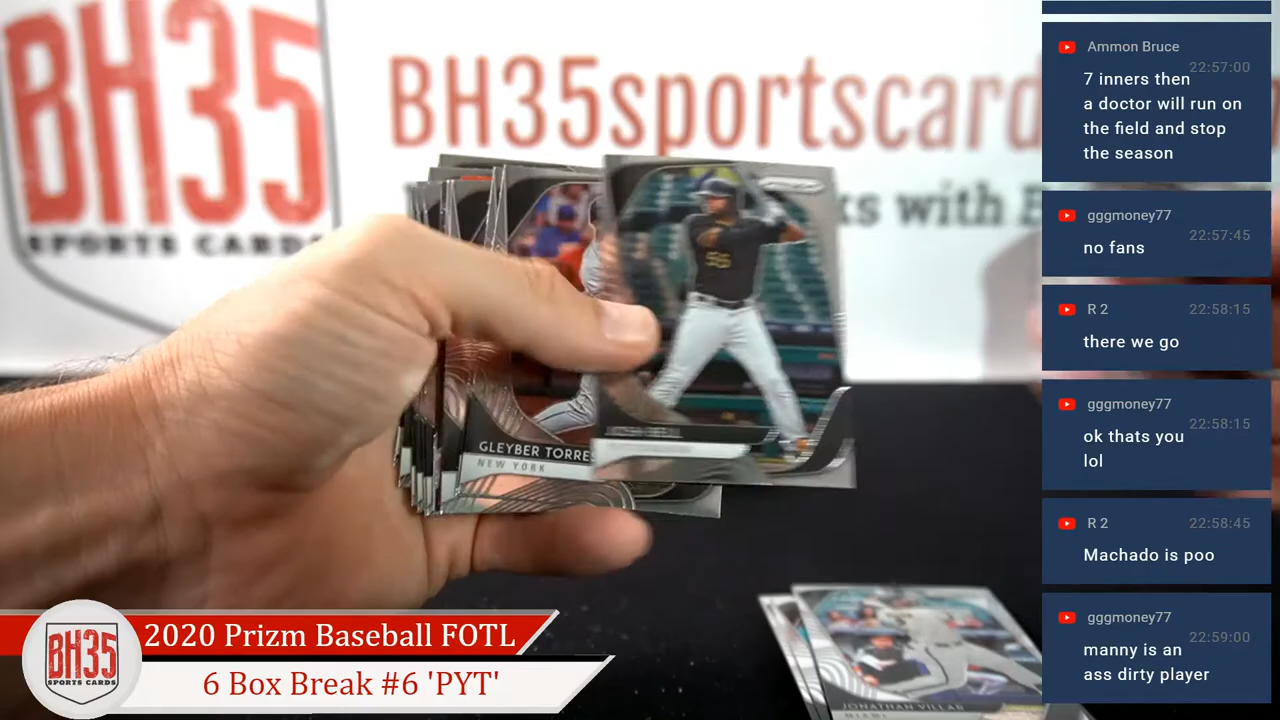 BH35
SPORTS CARDS
BH35sportscard
ks with
55
GLEYBER TORRES
NEW YORK
JOSH BELL
JONATHAN VILLAR
MIAMI
BH35
SPORTS CARDS
2020 Prizm Baseball FOTL
6 Box Break #6 'PYT'
Ammon Bruce
22:57:00
7 inners then
a doctor will run on
the field and stop
the season
gggmoney77
22:57:45
no fans
R 2
22:58:15
there we go
gggmoney77
22:58:15
ok thats you
lol
R 2
22:58:45
Machado is poo
gggmoney77
22:59:00
manny is an
ass dirty player